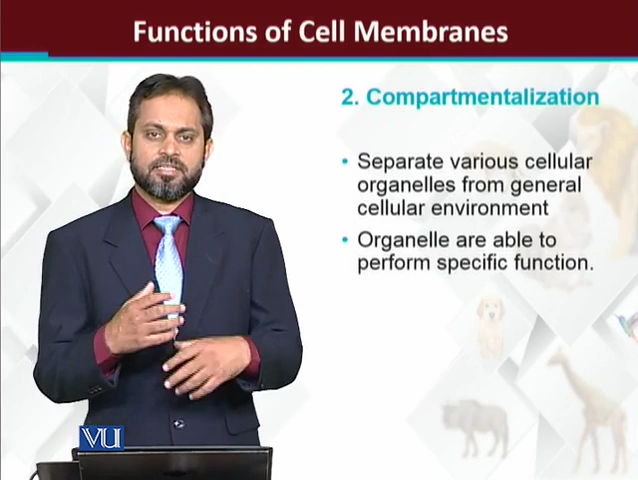 Functions of Cell Membranes
2. Compartmentalization
• Separate various cellular
organelles from general
cellular environment
• Organelle are able to
perform specific function.
VU